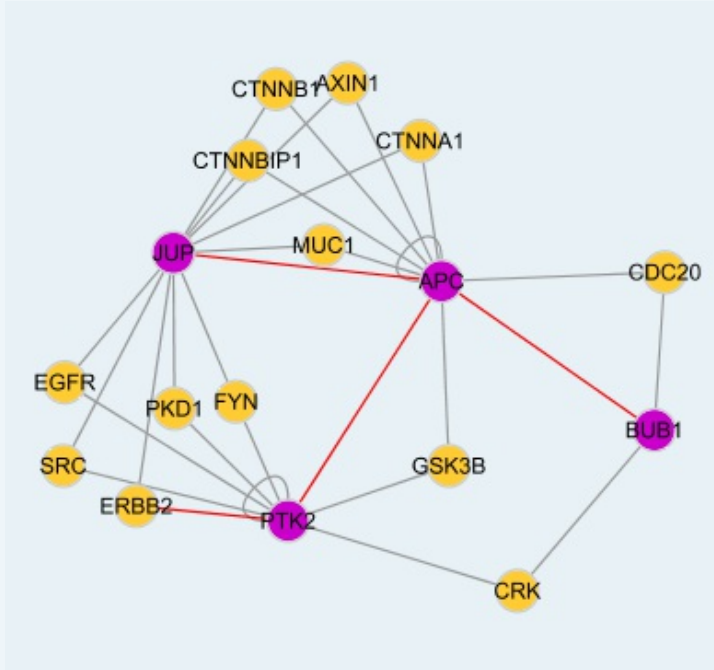 CTNNB1
AXIN1
CTNNA1
CTNNBIP1
MUC1
JUP
APC
CDC20
EGFR
PKD1
FYN
BUB1
SRC
GSK3B
ERBB2
PTK2
CRK